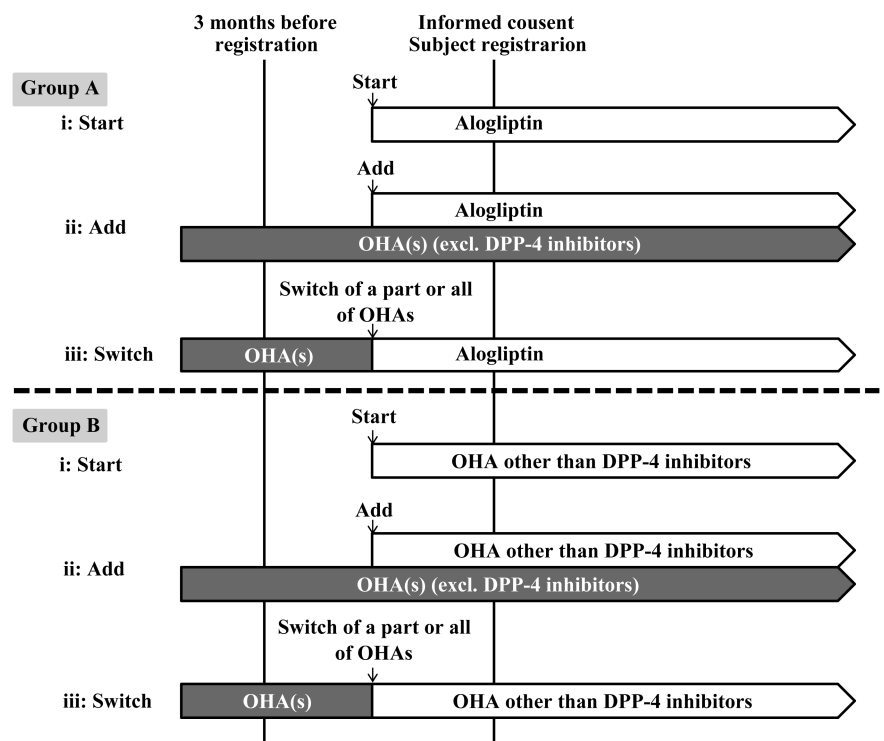 3 months before
registration
Informed cousent
Subject registrarion
Group A
Start
i: Start
Alogliptin
Add
Alogliptin
ii: Add
OHA(s) (excl. DPP-4 inhibitors)
Switch of a part or all
of OHAs
iii: Switch
OHA(s)
Alogliptin
Group B
Start
i: Start
OHA other than DPP-4 inhibitors
Add
OHA other than DPP-4 inhibitors
ii: Add
OHA(s) (excl. DPP-4 inhibitors)
Switch of a part or all
of OHAs
iii: Switch
OHA(s)
OHA other than DPP-4 inhibitors